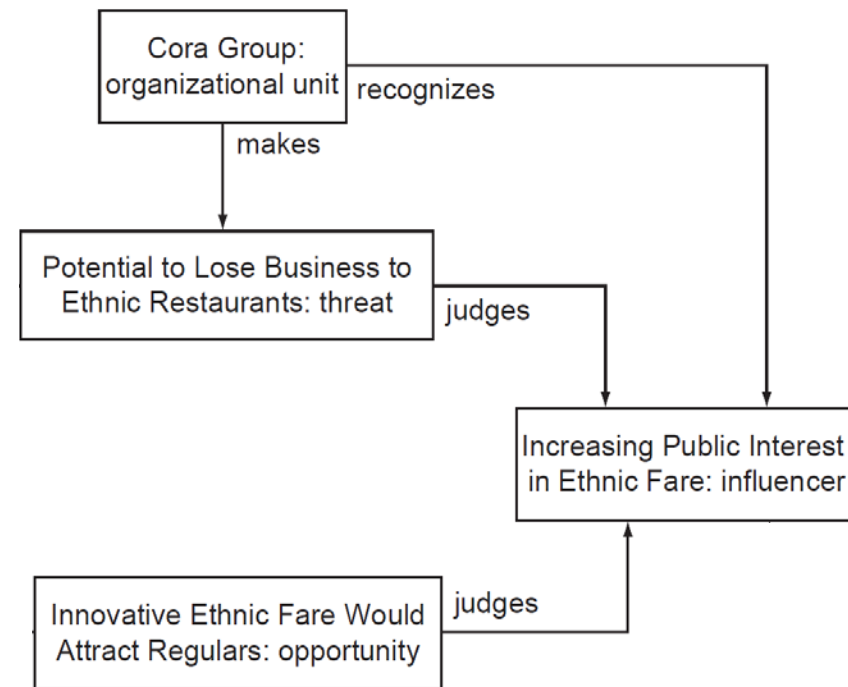 Cora Group:
organizational unit
recognizes
makes
Potential to Lose Business to
Ethnic Restaurants: threat
judges
Increasing Public Interest
in Ethnic Fare: influencer
judges
Innovative Ethnic Fare Would
Attract Regulars: opportunity